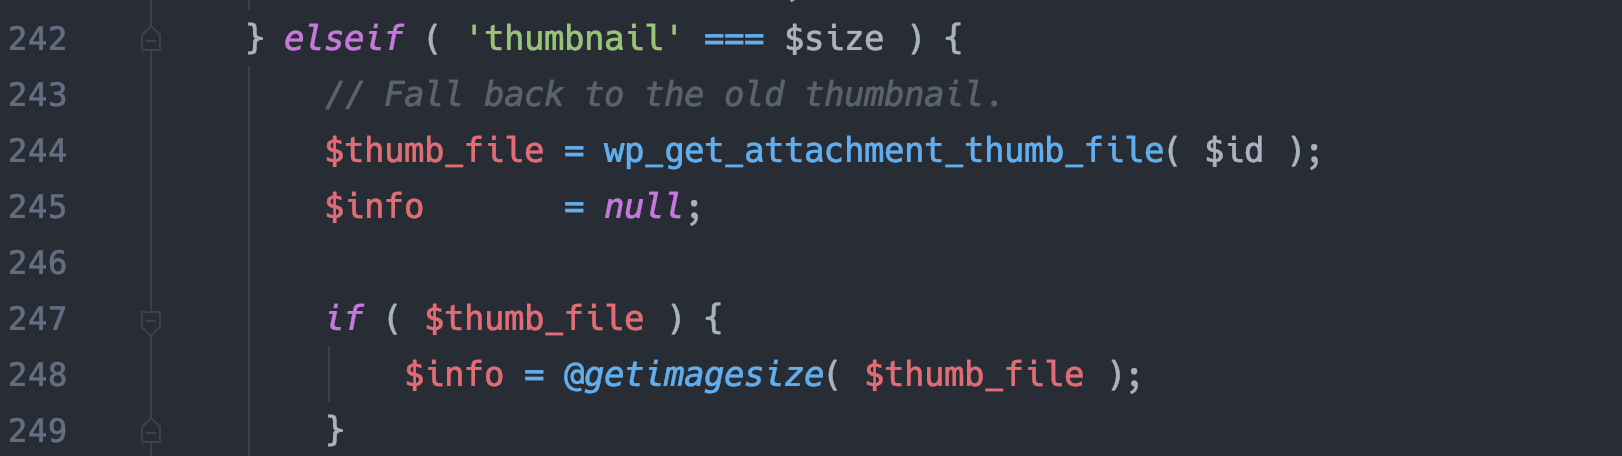 242 } elseif ( 'thumbnail' === $size ) {
243 // Fall back to the old thumbnail.
244 $thumb_file = wp_get_attachment_thumb_file( $id );
245 $info       = null;
246
247 if ( $thumb_file ) {
248 $info = @getimagesize( $thumb_file );
249 }